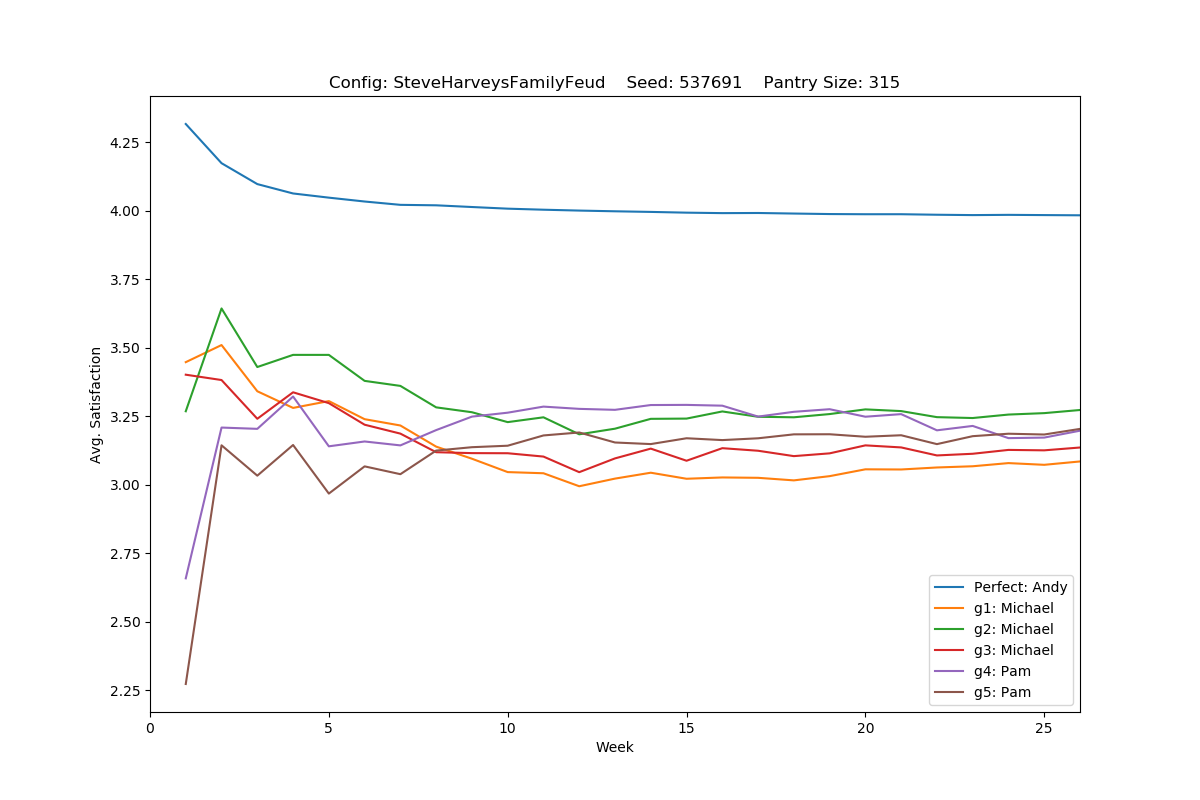 Config: SteveHarveysFamilyFeud    Seed: 537691    Pantry Size: 315
Avg. Satisfaction
4.25
4.00
3.75
3.50
3.25
3.00
2.75
2.50
2.25
Perfect: Andy
g1: Michael
g2: Michael
g3: Michael
g4: Pam
g5: Pam
0 5 10 15 20 25
Week